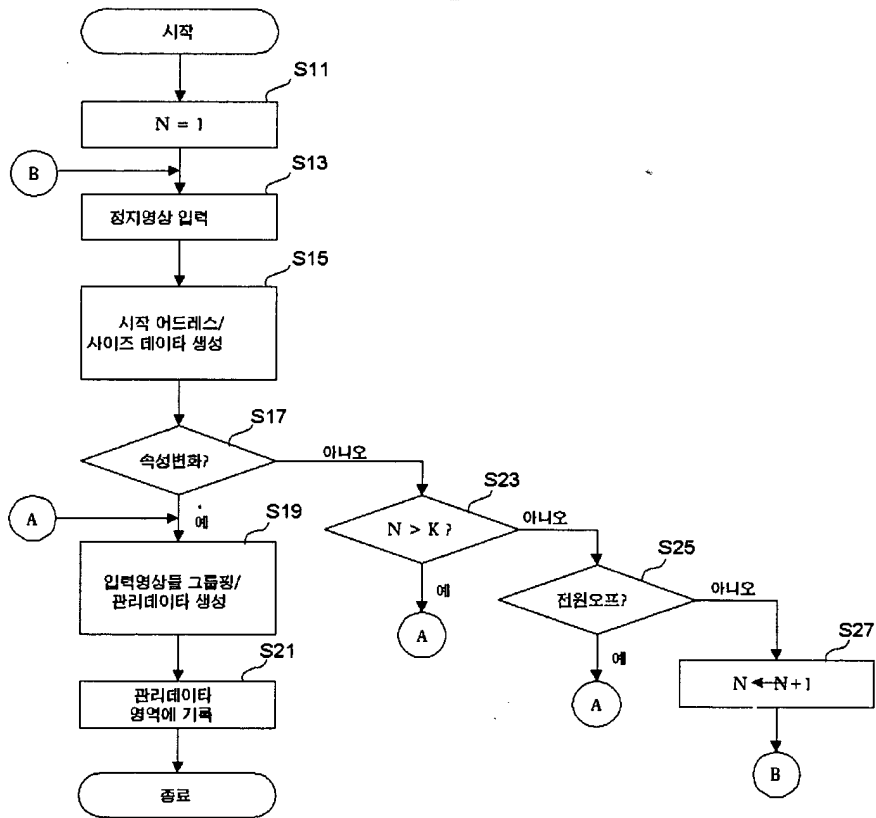 시작
S11
N = 1
B
S13
정지영상 입력
S15
시작 어드레스/
사이즈 데이타 생성
S17
속성변화?
아니오
예
A
S19
입력영상들 그룹핑/
관리데이타 생성
S21
관리데이타
영역에 기록
종료
S23
N > K ?
아니오
예
A
S25
전원오프?
아니오
예
A
S27
N ← N+1
B